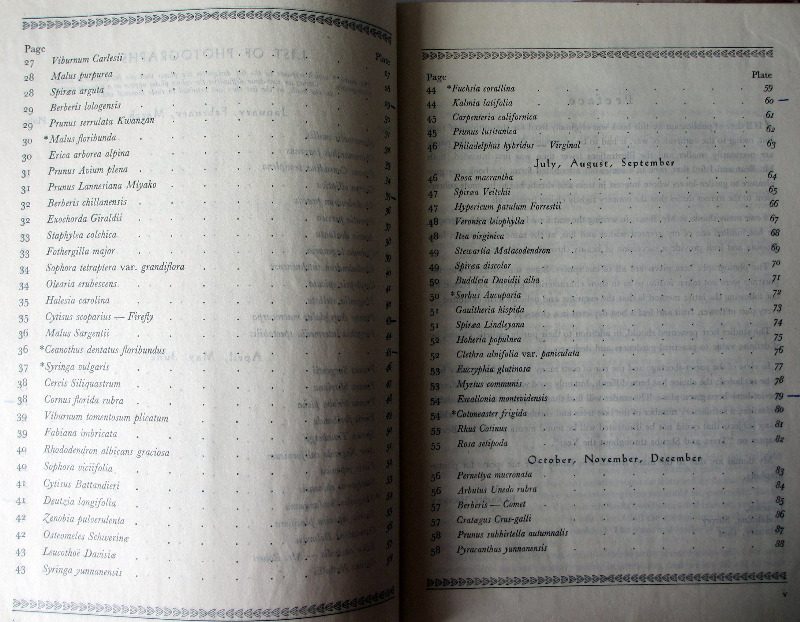 Page Plate
27 Viburnum Carlesii
28 Malus purpurea
28 Spiræa arguta
29 Berberis lologensis
29 Prunus serrulata Kwanzan
30 *Malus floribunda
30 Erica arborea alpina
31 Prunus Avium plena
31 Prunus Lanneriana Miyako
32 Berberis chillanensis
32 Exochorda Giraldii
33 Staphylea colchica
33 Fothergilla major
34 Sophora tetraptera var. grandiflora
34 Olearia erubescens
35 Halesia carolina
35 Cytisus scoparius — Firefly
36 Malus Sargentii
36 *Ceanothus dentatus floribundus
37 *Syringa vulgaris
38 Cercis Siliquastrum
38 Cornus florida rubra
39 Viburnum tomentosum plicatum
39 Fabiana imbricata
40 Rhododendron albicans graciosa
40 Sophora viciifolia
41 Cytisus Battandieri
41 Deutzia longifolia
42 Zenobia pulverulenta
42 Osteomeles Schwerinæ
43 Leucothoë Davisiæ
43 Syringa yunnanensis
Page Plate
44 *Fuchsia corallina 59
44 Kalmia latifolia 60
45 Carpenteria californica 61
45 Prunus lusitanica 62
46 Philadelphus hybridus — Virginal 63
July, August, September
46 Rosa macrantha 64
47 Spiræa Veitchii 65
47 Hypericum patulum Forrestii 66
48 Veronica leiophylla 67
48 Itea virginica 68
49 Stewartia Malacodendron 69
49 Spiræa discolor 70
50 Buddleia Davidii alba 71
50 *Sorbus Aucuparia 72
51 Gaultheria hispida 73
51 Spiræa Lindleyana 74
52 Hoheria populnea 75
52 Clethra alnifolia var. paniculata 76
53 Eucryphia glutinosa 77
53 Myrtus communis 78
54 Escallonia montevidensis 79
54 *Cotoneaster frigida 80
55 Rhus Cotinus 81
55 Rosa setipoda 82
October, November, December
56 Pernettya mucronata 83
56 Arbutus Unedo rubra 84
57 Berberis — Comet 85
57 Cratægus Crus-galli 86
58 Prunus subhirtella autumnalis 87
58 Pyracanthus yunnanensis 88
v